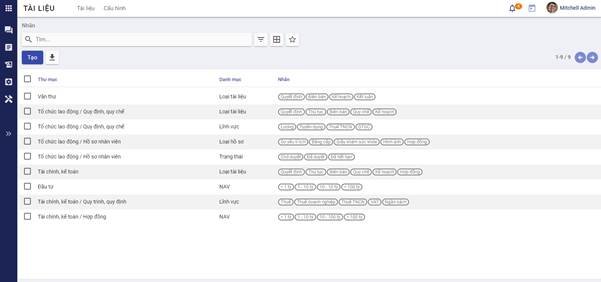 TÀI LIỆU Tài liệu Cấu hình Mitchell Admin
Nhãn
Tìm...
Tạo 1-9 / 9
Thư mục Danh mục Nhãn
Văn thư Loại tài liệu Quyết định Biên bản Kế hoạch Kết luận
Tổ chức lao động / Quy định, quy chế Loại tài liệu Quyết định Thủ tục Biên bản Quy chế Kế hoạch
Tổ chức lao động / Quy định, quy chế Lĩnh vực Lương Tuyển dụng Thuế TNCN
Tổ chức lao động / Hồ sơ nhân viên Loại hồ sơ Sơ yếu lí lịch Bằng cấp Giấy khám sức khỏe Hình ảnh Hợp đồng
Tổ chức lao động / Hồ sơ nhân viên Trạng thái Chờ duyệt Đã duyệt Đã hết hạn
Tài chính, kế toán Loại tài liệu Quyết định Thủ tục Biên bản Quy chế Kế hoạch Hợp đồng
Đầu tư NAV < 1 tỷ 1 - 10 tỷ > 100 tỷ
Tài chính, kế toán / Quy trình, quy định Lĩnh vực Thuế Thuế doanh nghiệp Thuế TNCN VAT Ngân sách
Tài chính, kế toán / Hợp đồng NAV < 1 tỷ 1 - 10 tỷ 10 - 100 tỷ > 100 tỷ